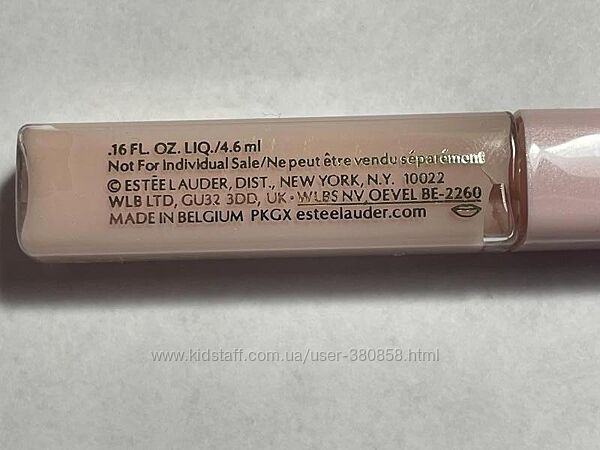 .16 FL. OZ. LIQ./4.6 ml
Not For Individual Sale/Ne peut être vendu séparément
© ESTĒE LAUDER, DIST., NEW YORK, N.Y. 10022
WLB LTD, GU32 3DD, UK · WLBS NV, OEVEL BE-2260
MADE IN BELGIUM PKGX esteelauder.com
www.kidstaff.com.ua/user-380858.html